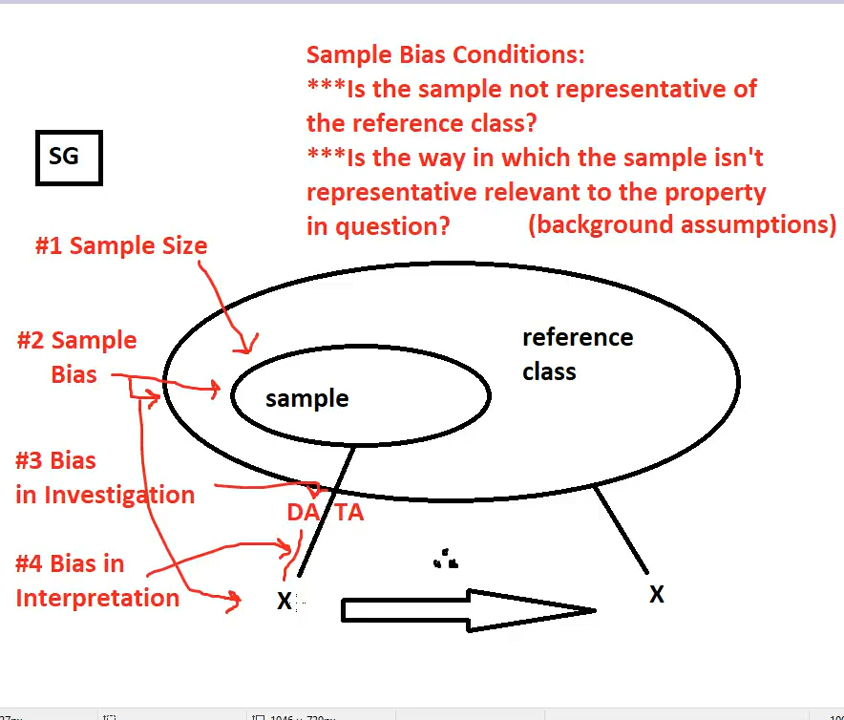 Sample Bias Conditions:
***Is the sample not representative of
the reference class?
***Is the way in which the sample isn't
representative relevant to the property
in question? (background assumptions)
SG
#1 Sample Size
#2 Sample
Bias
reference
class
sample
#3 Bias
in Investigation
DA TA
#4 Bias in
Interpretation
X
X